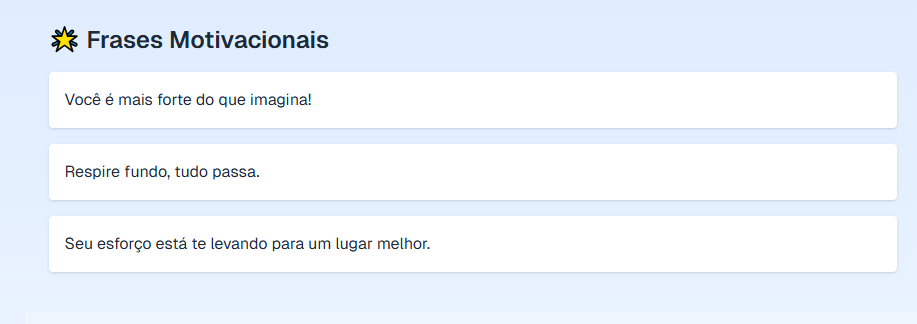 🌟 Frases Motivacionais
Você é mais forte do que imagina!
Respire fundo, tudo passa.
Seu esforço está te levando para um lugar melhor.